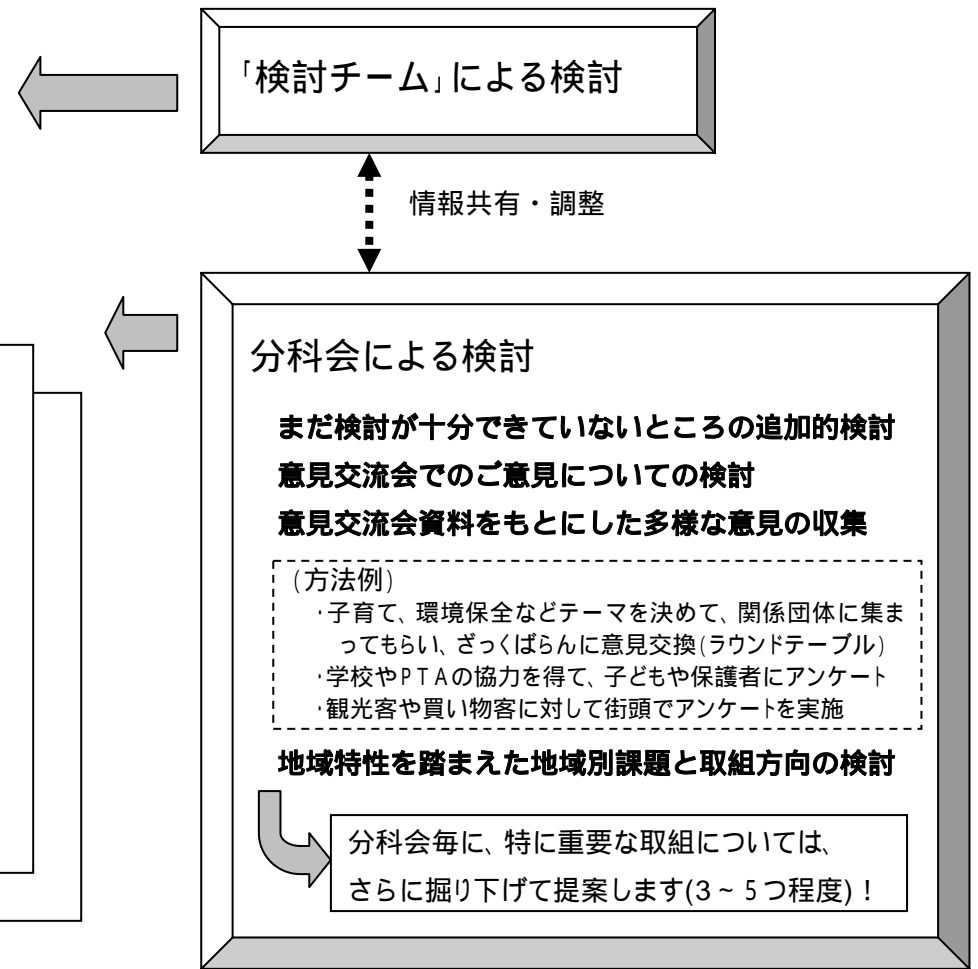 「検討チーム」による検討
情報共有・調整
分科会による検討
まだ検討が十分できていないところの追加的検討
意見交流会でのご意見についての検討
意見交流会資料をもとにした多様な意見の収集
(方法例)
・子育て、環境保全などテーマを決めて、関係団体に集ま
ってもらい、ざっくばらんに意見交換(ラウンドテーブル)
・学校やPTAの協力を得て、子どもや保護者にアンケート
・観光客や買い物客に対して街頭でアンケートを実施
地域特性を踏まえた地域別課題と取組方向の検討
分科会毎に、特に重要な取組については、
さらに掘り下げて提案します(3～5つ程度)！